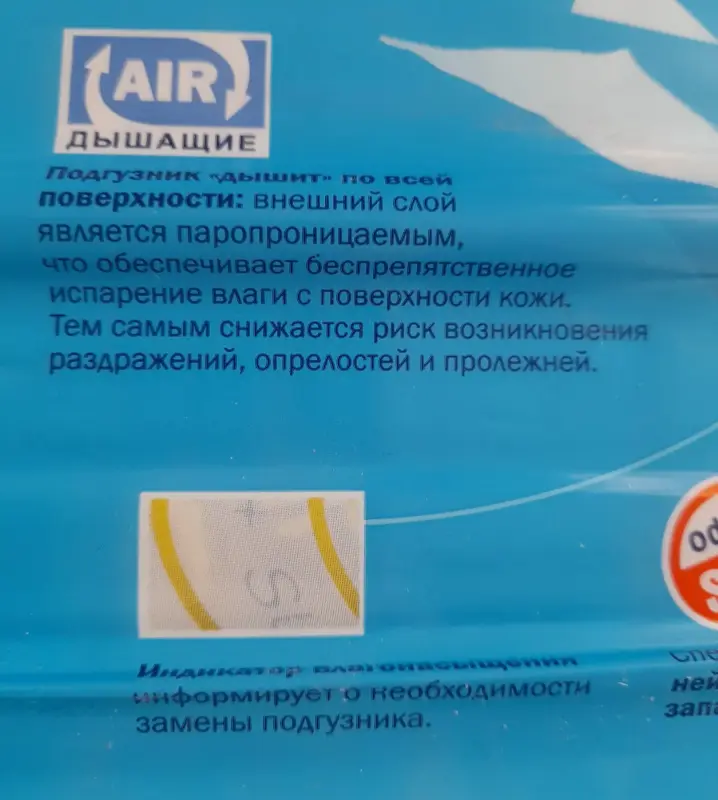 AIR
ДЫШАЩИЕ
Подгузник «дышит» по всей
поверхности: внешний слой
является паропроницаемым,
что обеспечивает беспрепятственное
испарение влаги с поверхности кожи.
Тем самым снижается риск возникновения
раздражений, опрелостей и пролежней.
Индикатор влагонасыщения
информирует о необходимости
замены подгузника.